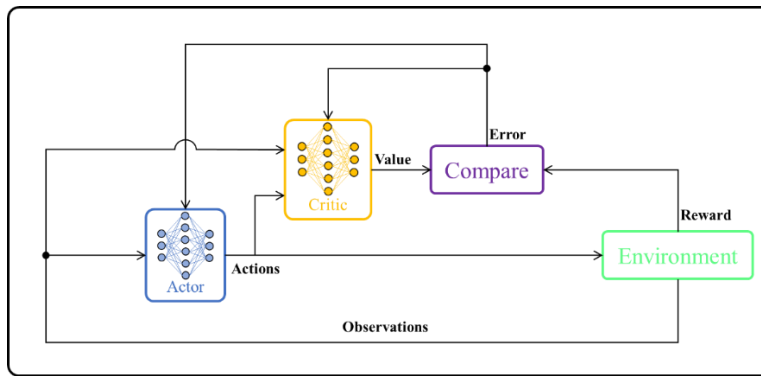 Error
Value
Compare
Critic
Reward
Actions
Environment
Actor
Observations